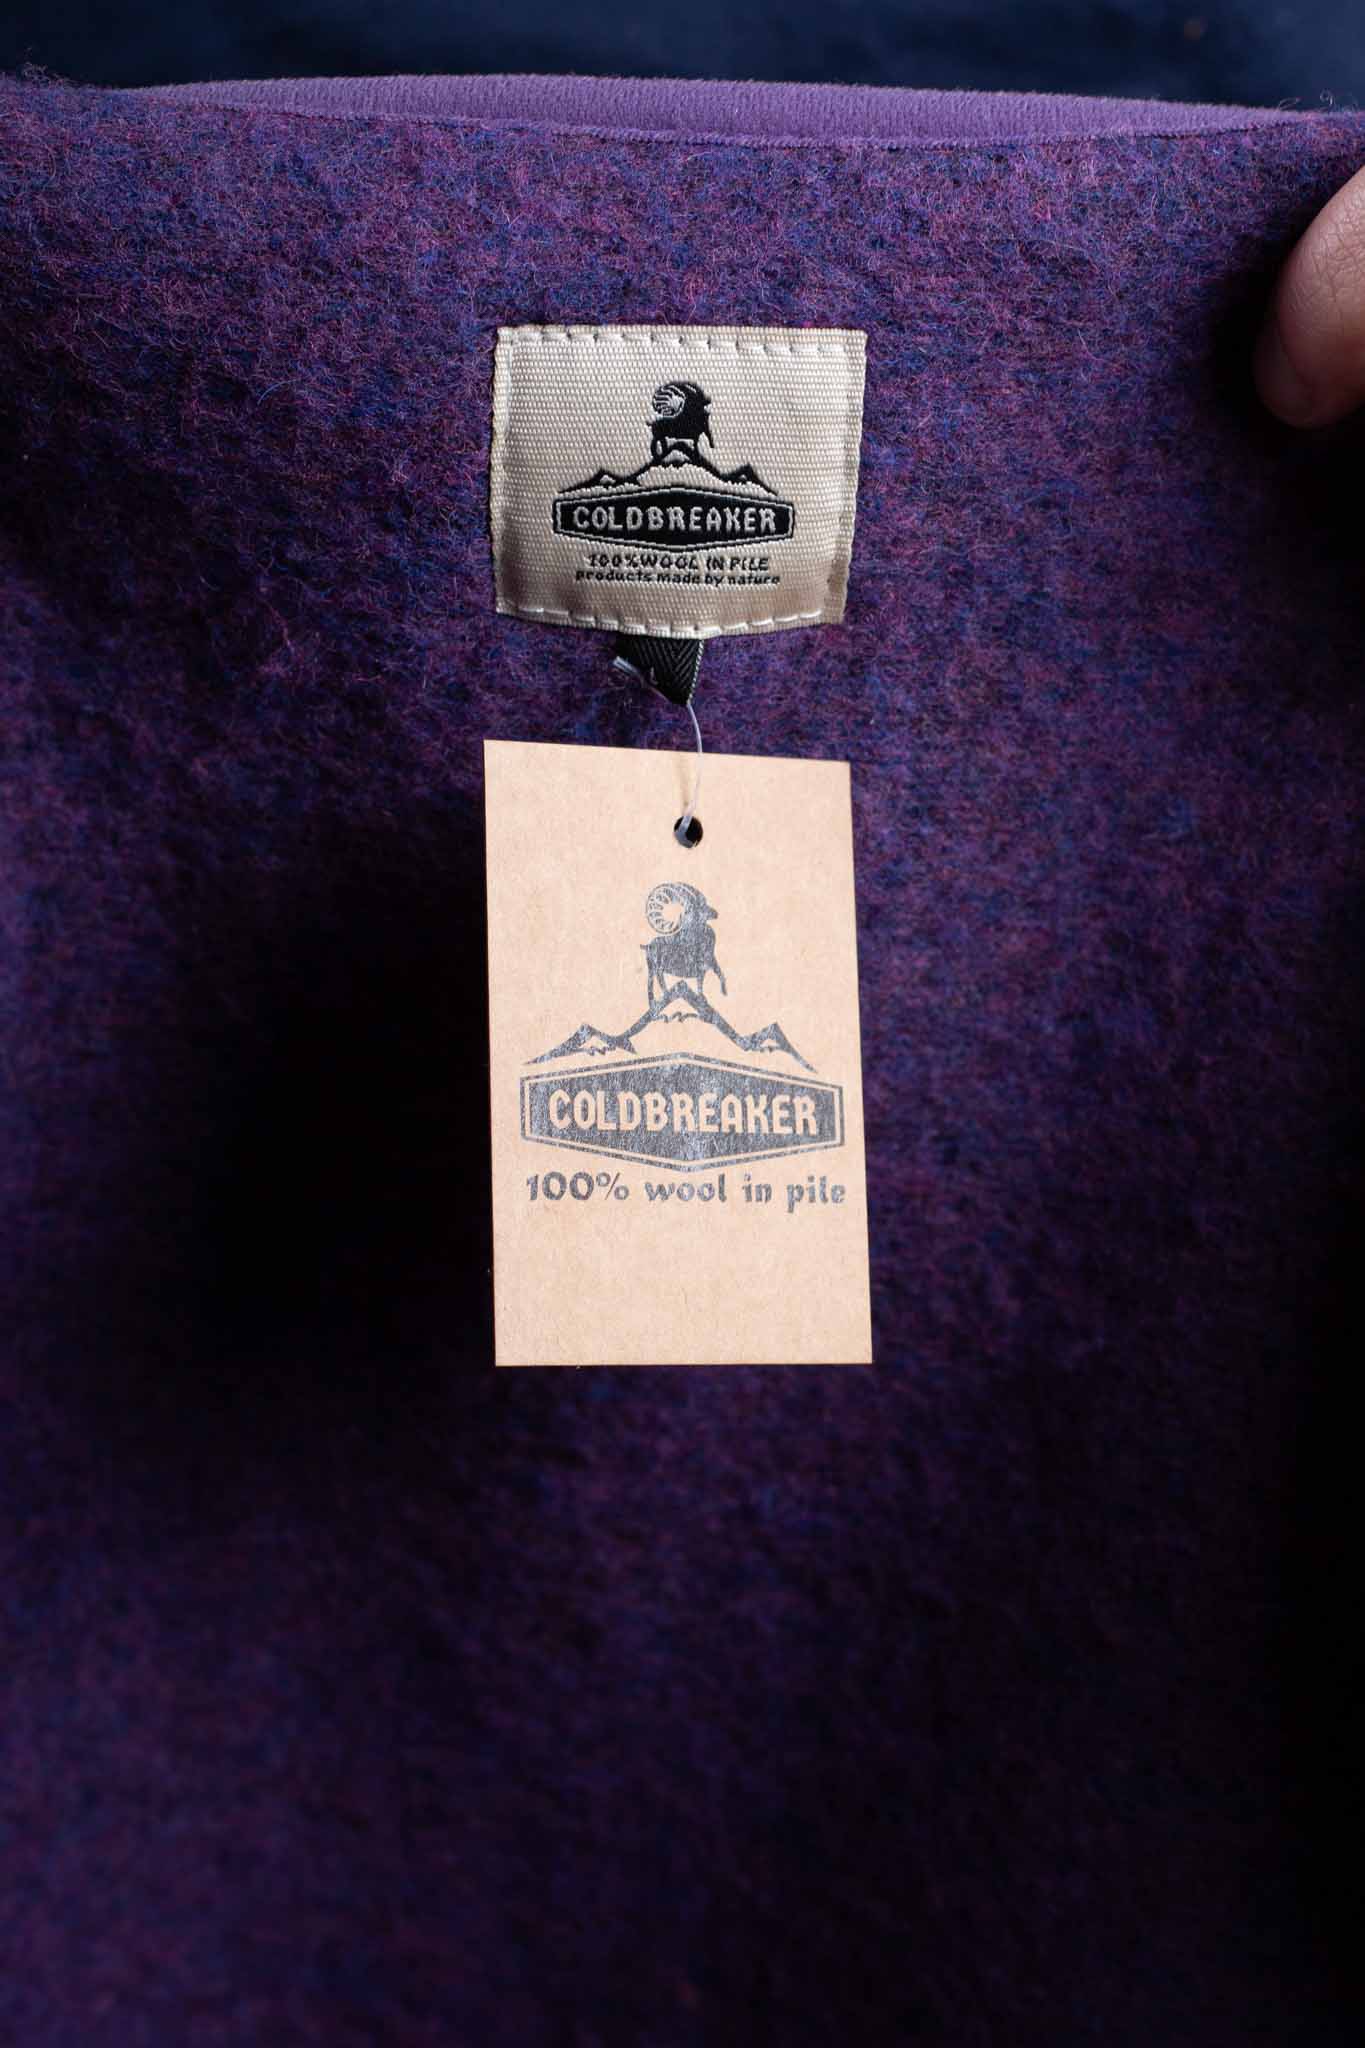 COLDBREAKER
100% WOOL IN PILE
products made by nature
L
COLDBREAKER
100% wool in pile